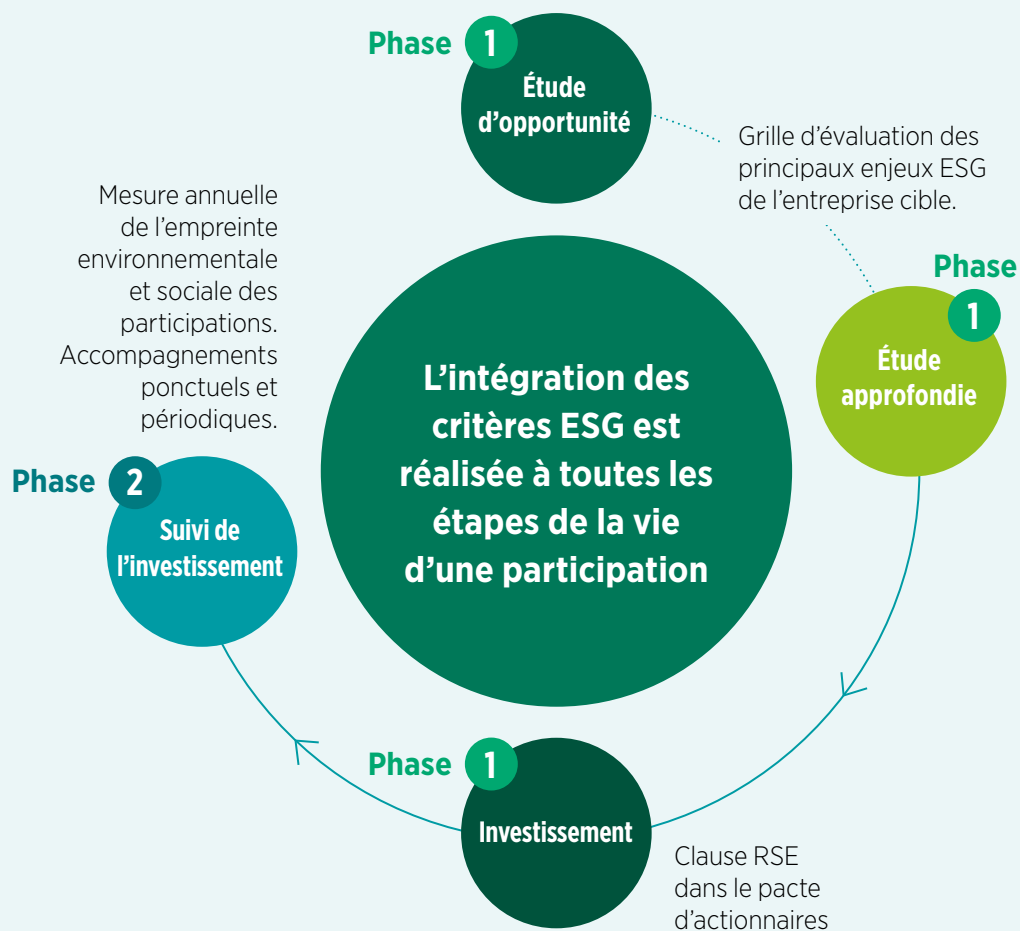 Phase 1
Étude
d’opportunité
Grille d’évaluation des
principaux enjeux ESG
de l’entreprise cible.
Phase
1
Étude
approfondie
L’intégration des
critères ESG est
réalisée à toutes les
étapes de la vie
d’une participation
Phase 1
Investissement
Clause RSE
dans le pacte
d’actionnaires
Mesure annuelle
de l’empreinte
environnementale
et sociale des
participations.
Accompagnements
ponctuels et
périodiques.
Phase 2
Suivi de
l’investissement